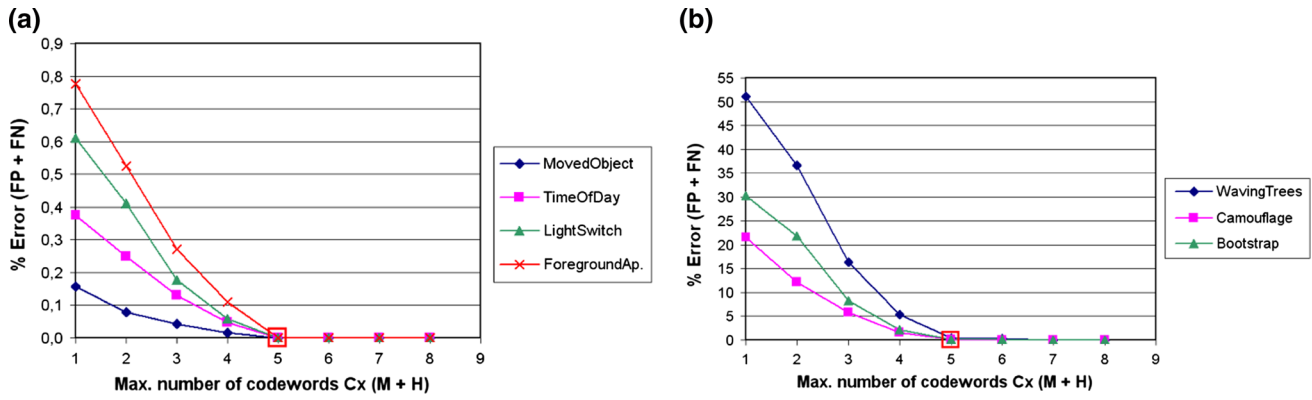 (a)
% Error (FP + FN)
0,9
0,8
0,7
0,6
0,5
0,4
0,3
0,2
0,1
0,0
1 2 3 4 5 6 7 8 9
Max. number of codewords Cx (M + H)
MovedObject
TimeOfDay
LightSwitch
ForegroundAp.
(b)
% Error (FP + FN)
55
50
45
40
35
30
25
20
15
10
5
0
1 2 3 4 5 6 7 8 9
Max. number of codewords Cx (M + H)
WavingTrees
Camouflage
Bootstrap